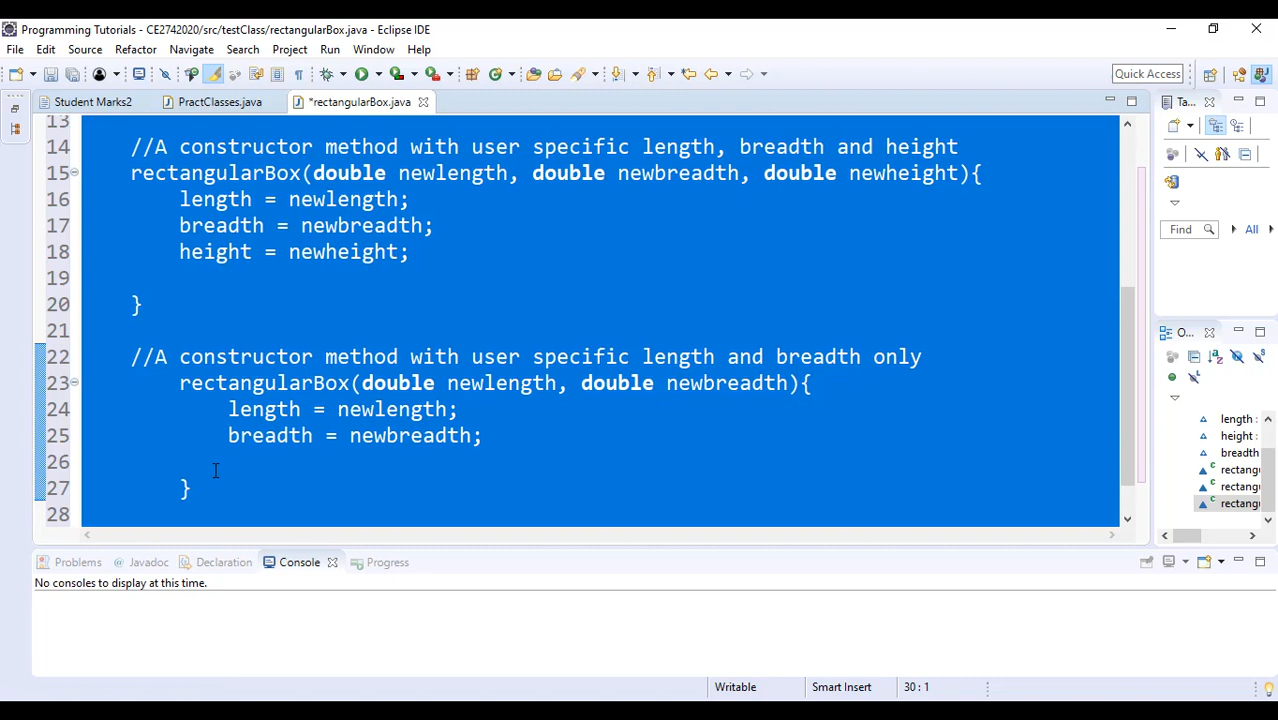 Programming Tutorials - CE2742020/src/testClass/rectangularBox.java - Eclipse IDE
File Edit Source Refactor Navigate Search Project Run Window Help
Quick Access
Student Marks2 PractClasses.java *rectangularBox.java Ta...
13
14 //A constructor method with user specific length, breadth and height
15 rectangularBox(double newlength, double newbreadth, double newheight){
16 length = newlength;
17 breadth = newbreadth;
18 height = newheight;
19
20 }
21
22 //A constructor method with user specific length and breadth only
23 rectangularBox(double newlength, double newbreadth){
24 length = newlength;
25 breadth = newbreadth;
26
27 }
28
Find All
O...
length :
height :
breadth
rectang
rectang
rectang
Problems Javadoc Declaration Console Progress
No consoles to display at this time.
Writable Smart Insert 30 : 1